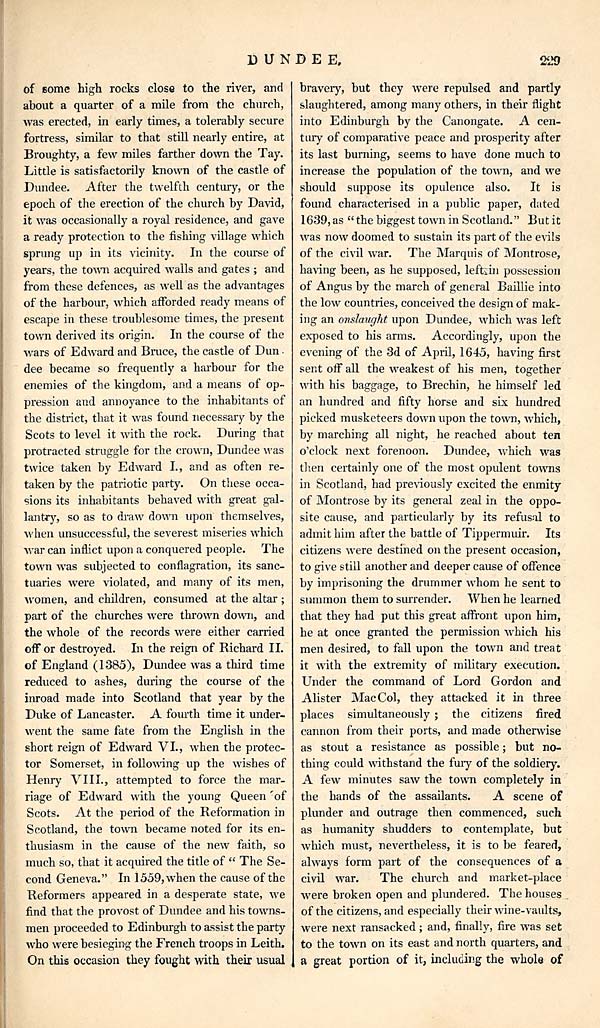 DUNDEE. 229
of some high rocks close to the river, and
about a quarter of a mile from the church,
was erected, in early times, a tolerably secure
fortress, similar to that still nearly entire, at
Broughty, a few miles farther down the Tay.
Little is satisfactorily known of the castle of
Dundee. After the twelfth century, or the
epoch of the erection of the church by David,
it was occasionally a royal residence, and gave
a ready protection to the fishing village which
sprung up in its vicinity. In the course of
years, the town acquired walls and gates ; and
from these defences, as well as the advantages
of the harbour, which afforded ready means of
escape in these troublesome times, the present
town derived its origin. In the course of the
wars of Edward and Bruce, the castle of Dun-
dee became so frequently a harbour for the
enemies of the kingdom, and a means of op-
pression and annoyance to the inhabitants of
the district, that it was found necessary by the
Scots to level it with the rock. During that
protracted struggle for the crown, Dundee was
twice taken by Edward I., and as often re-
taken by the patriotic party. On these occa-
sions its inhabitants behaved with great gal-
lantry, so as to draw down upon themselves,
when unsuccessful, the severest miseries which
war can inflict upon a conquered people. The
town was subjected to conflagration, its sanc-
tuaries were violated, and many of its men,
women, and children, consumed at the altar ;
part of the churches were thrown down, and
the whole of the records were either carried
off or destroyed. In the reign of Richard II.
of England (1385), Dundee was a third time
reduced to ashes, during the course of the
inroad made into Scotland that year by the
Duke of Lancaster. A fourth time it under-
went the same fate from the English in the
short reign of Edward VI., when the protec-
tor Somerset, in following up the wishes of
Henry VIII., attempted to force the mar-
riage of Edward with the young Queen of
Scots. At the period of the Reformation in
Scotland, the town became noted for its en-
thusiasm in the cause of the new faith, so
much so, that it acquired the title of “ The Se-
cond Geneva.” In 1559, when the cause of the
Reformers appeared in a desperate state, we
find that the provost of Dundee and his towns-
men proceeded to Edinburgh to assist the party
who were besieging the French troops in Leith.
On this occasion they fought with their usual
bravery, but they were repulsed and partly
slaughtered, among many others, in their flight
into Edinburgh by the Canongate. A cen-
tury of comparative peace and prosperity after
its last burning, seems to have done much to
increase the population of the town, and we
should suppose its opulence also. It is
found characterised in a public paper, dated
1639, as “ the biggest town in Scotland.” But it
was now doomed to sustain its part of the evils
of the civil war. The Marquis of Montrose,
having been, as he supposed, left in possession
of Angus by the march of general Baillie into
the low countries, conceived the design of mak-
ing an onslaught upon Dundee, which was left
exposed to his arms. Accordingly, upon the
evening of the 3d of April, 1645, having first
sent off all the weakest of his men, together
with his baggage, to Brechin, he himself led
an hundred and fifty horse and six hundred
picked musketeers down upon the town, which,
by marching all night, he reached about ten
o'clock next forenoon. Dundee, which was
then certainly one of the most opulent towns
in Scotland, had previously excited the enmity
of Montrose by its general zeal in the oppo-
site cause, and particularly by its refusal to
admit him after the battle of Tippermuir. Its
citizens were destined on the present occasion,
to give still another and deeper cause of offence
by imprisoning the drummer whom he sent to
summon them to surrender. When he learned
that they had put this great affront upon him,
he at once granted the permission which his
men desired, to fall upon the town and treat
it with the extremity of military execution.
Under the command of Lord Gordon and
Alister MacCol, they attacked it in three
places simultaneously ; the citizens fired
cannon from their ports, and made otherwise
as stout a resistance as possible ; but no-
thing could withstand the fury of the soldiery.
A few minutes saw the town completely in
the hands of the assailants. A scene of
plunder and outrage then commenced, such
as humanity shudders to contemplate, but
which must, nevertheless, it is to be feared,
always form part of the consequences of a
civil war. The church and market-place
were broken open and plundered. The houses
of the citizens, and especially their wine-vaults,
were next ransacked ; and, finally, fire was set
to the town on its east and north quarters, and
a great portion of it, including the whole of